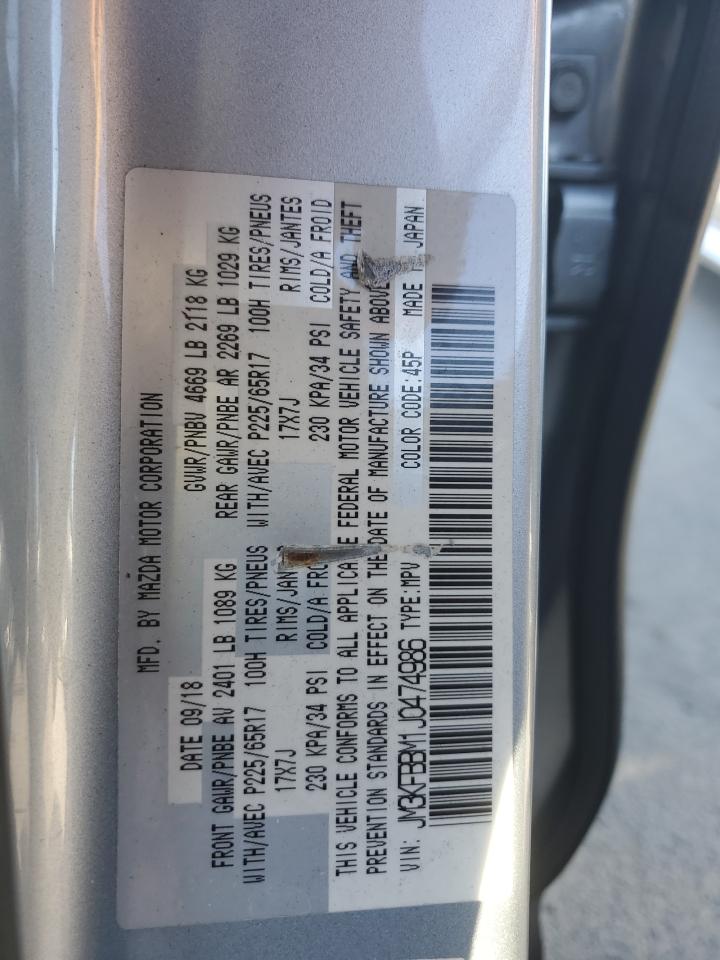 MFD. BY MAZDA MOTOR CORPORATION
DATE 09/18 GVWR/PNBV 4669 LB 2118 KG
FRONT GAWR/PNBE AV 2401 LB 1089 KG REAR GAWR/PNBE AR 2269 LB 1029 KG
WITH/AVEC P225/65R17 100H TIRES/PNEUS WITH/AVEC P225/65R17 100H TIRES/PNEUS
17X7J RIMS/JANTES 17X7J RIMS/JANTES
230 KPA/34 PSI COLD/A FROID 230 KPA/34 PSI COLD/A FROID
THIS VEHICLE CONFORMS TO ALL APPLICABLE FEDERAL MOTOR VEHICLE SAFETY AND THEFT
PREVENTION STANDARDS IN EFFECT ON THE DATE OF MANUFACTURE SHOWN ABOVE
VIN: JM3KFBBM1J0474986 TYPE:MPV COLOR CODE:45P MADE JAPAN